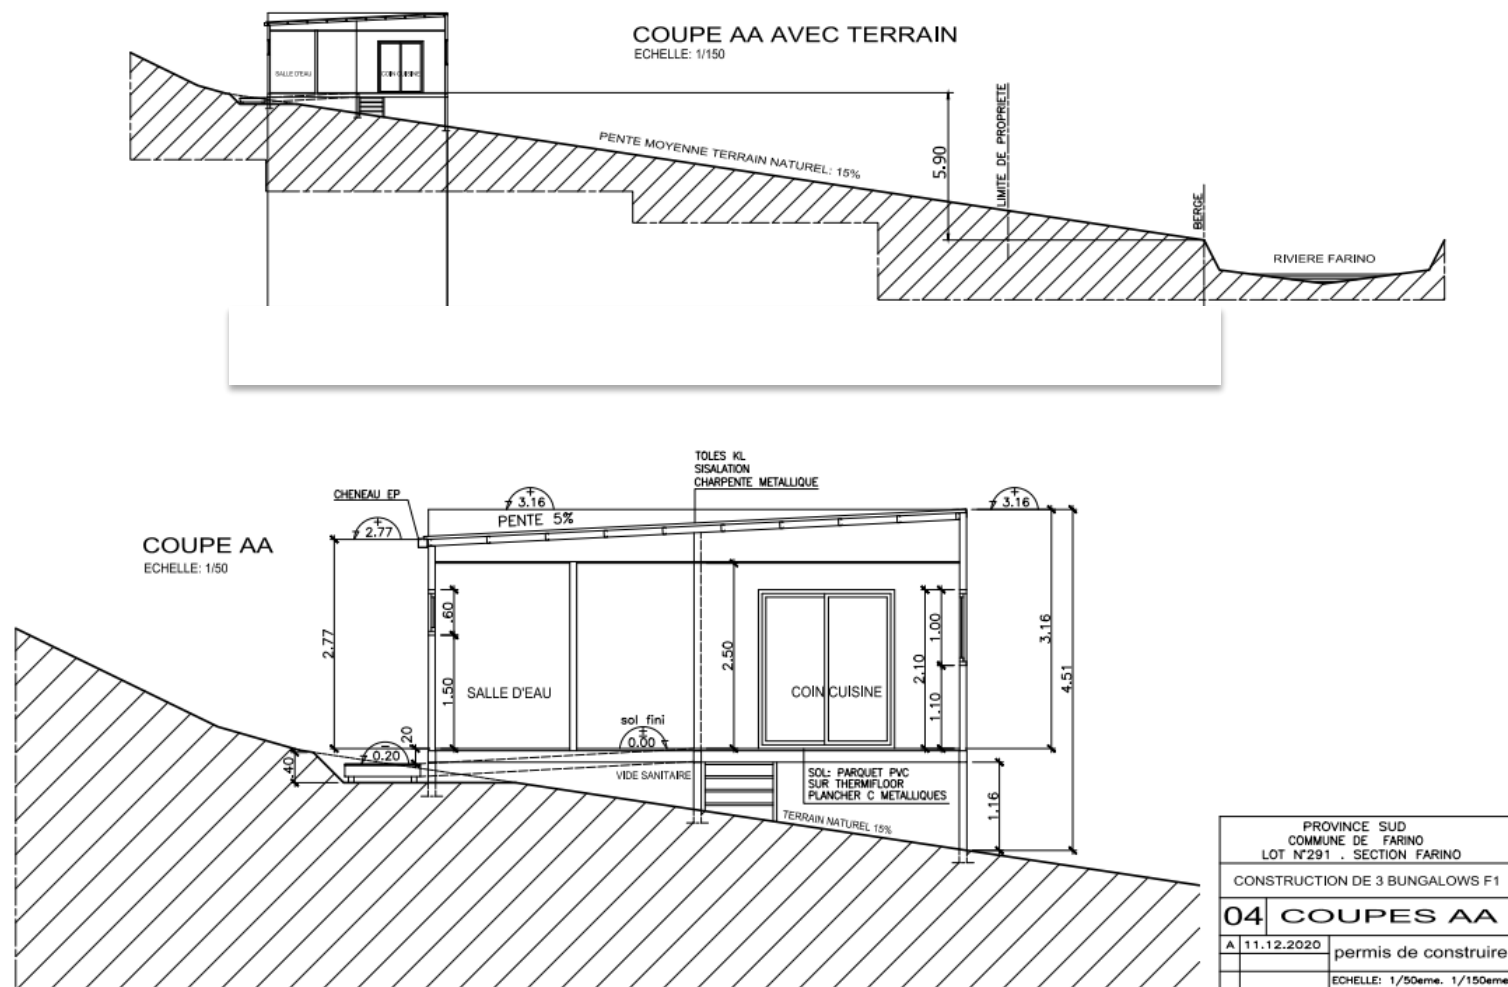 COUPE AA AVEC TERRAIN
ECHELLE: 1/150
SALLE D'EAU
COIN CUISINE
PENTE MOYENNE TERRAIN NATUREL: 15%
5.90
LIMITE DE PROPRIETE
BERGE
RIVIERE FARINO
TOLES KL
SISALATION
CHARPENTE METALLIQUE
CHENEAU EP
+
3.16
+
3.16
PENTE 5%
+
2.77
COUPE AA
ECHELLE: 1/50
2.77
.60
1.50
2.50
2.10
1.00
1.10
3.16
4.51
SALLE D'EAU
COIN CUISINE
sol fini
+
0.00
.20
-
0.20
.40
VIDE SANITAIRE
SOL: PARQUET PVC
SUR THERMIFLOOR
PLANCHER C METALLIQUES
1.16
TERRAIN NATUREL 15%
PROVINCE SUD
COMMUNE DE FARINO
LOT N°291 . SECTION FARINO
CONSTRUCTION DE 3 BUNGALOWS F1
04 COUPES AA
A 11.12.2020 permis de construire
ECHELLE: 1/50eme. 1/150eme